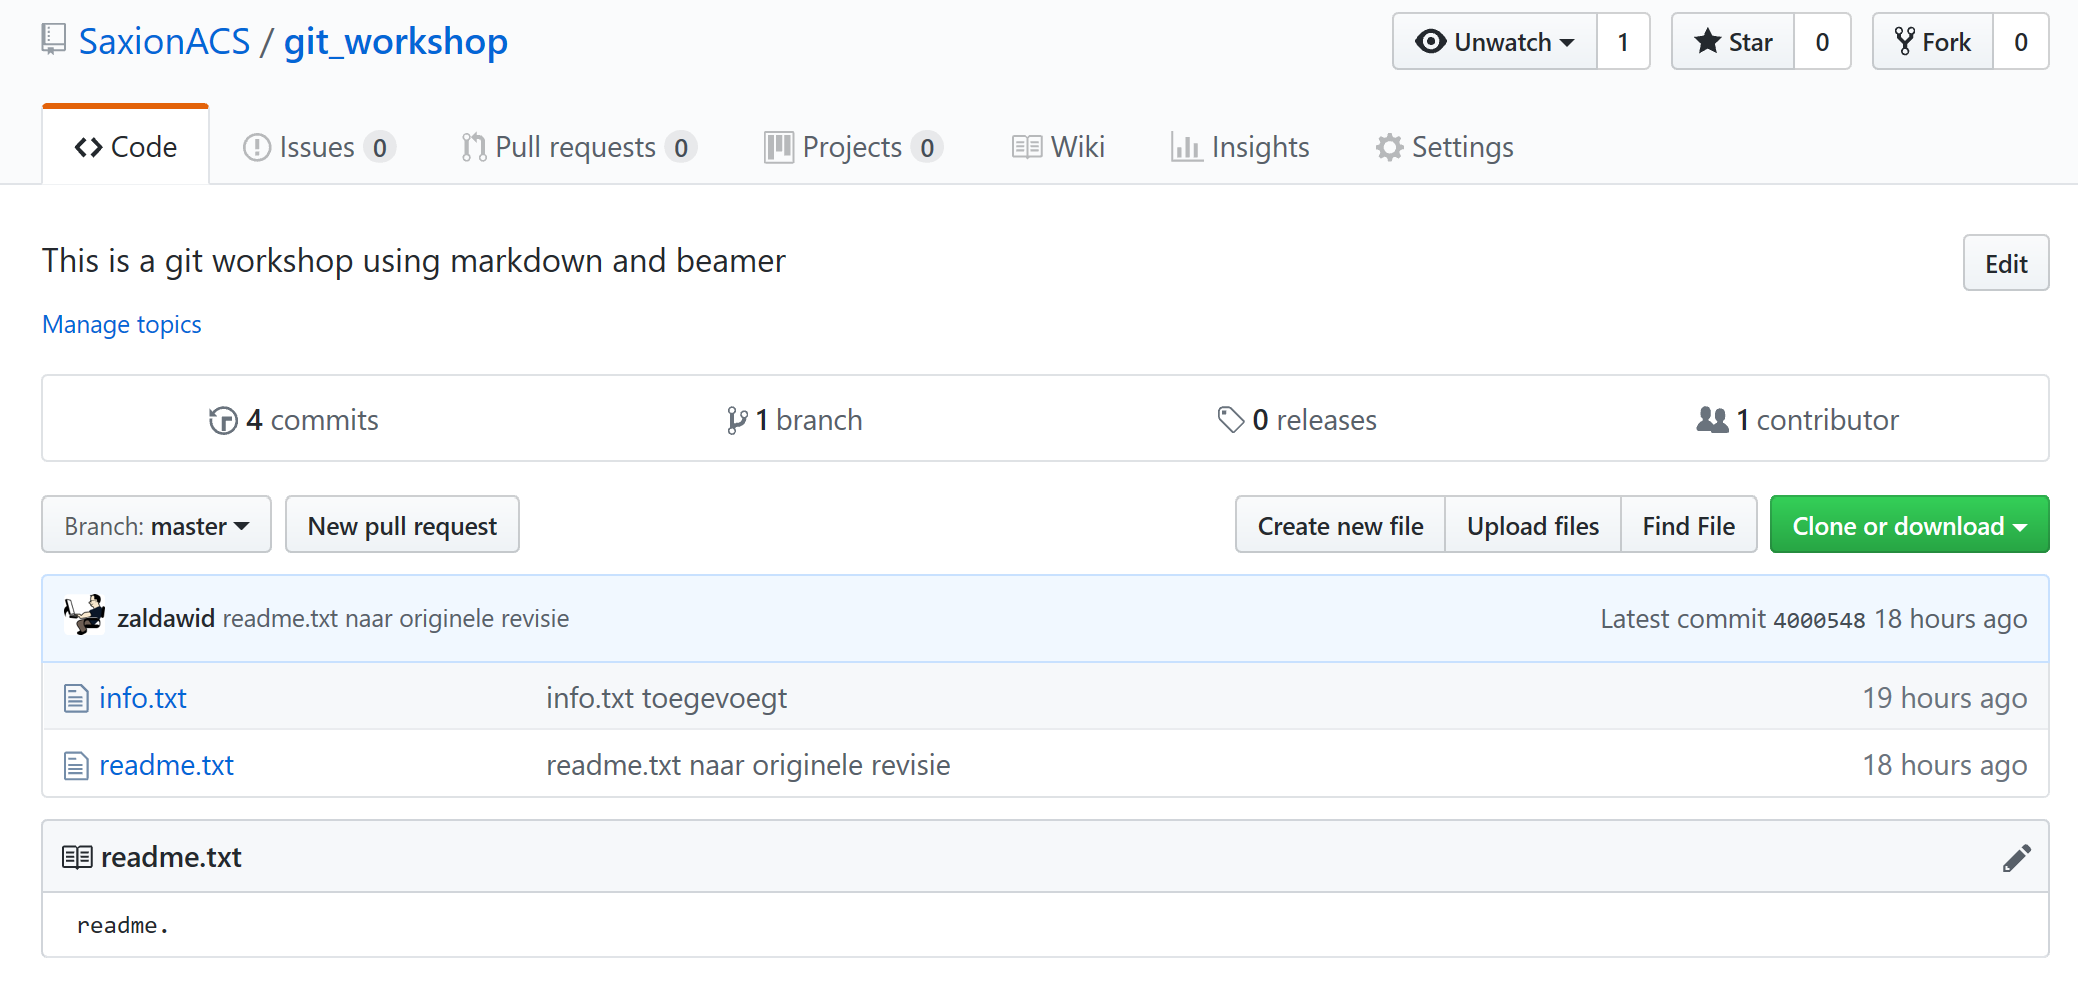 SaxionACS / git_workshop
Unwatch 1 Star 0 Fork 0
Code Issues 0 Pull requests 0 Projects 0 Wiki Insights Settings
This is a git workshop using markdown and beamer
Edit
Manage topics
4 commits 1 branch 0 releases 1 contributor
Branch: master New pull request Create new file Upload files Find File Clone or download
zaldawid readme.txt naar originele revisie Latest commit 4000548 18 hours ago
info.txt info.txt toegevoegt 19 hours ago
readme.txt readme.txt naar originele revisie 18 hours ago
readme.txt
readme.